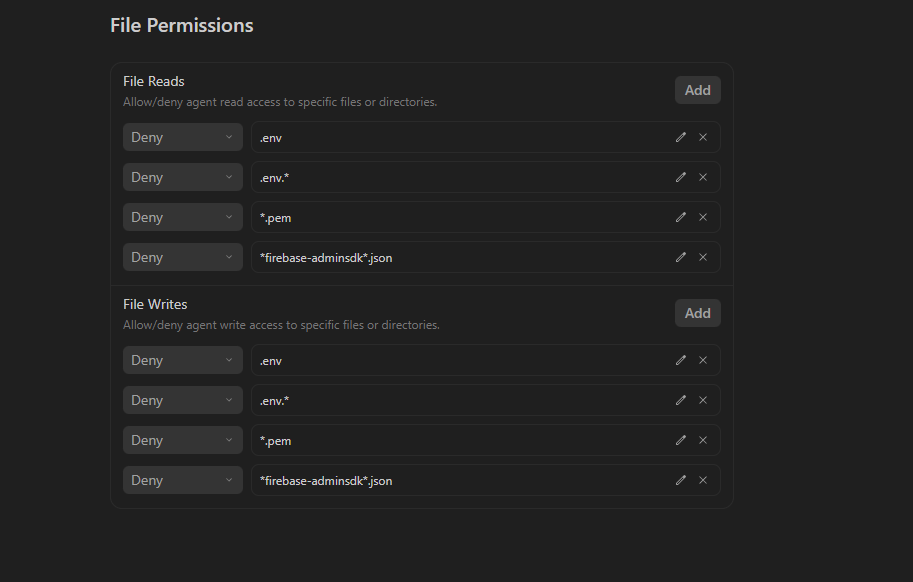 File Permissions
File Reads
Add
Allow/deny agent read access to specific files or directories.
Deny .env
Deny .env.*
Deny *.pem
Deny *firebase-adminsdk*.json
File Writes
Add
Allow/deny agent write access to specific files or directories.
Deny .env
Deny .env.*
Deny *.pem
Deny *firebase-adminsdk*.json